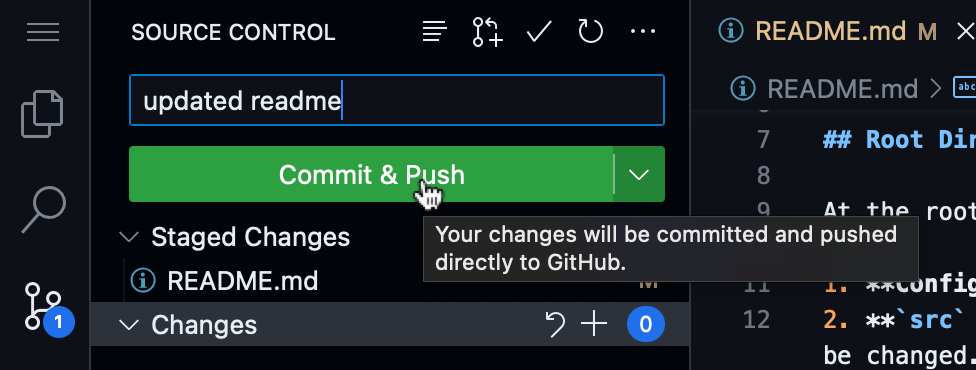 SOURCE CONTROL
updated readme
Commit & Push
Your changes will be committed and pushed
directly to GitHub.
Staged Changes
README.md
M
Changes
0
1
README.md M
README.md
abc
7 ## Root Dir
8
9 At the root
11 1. **Config
12 2. **`src`
be changed.